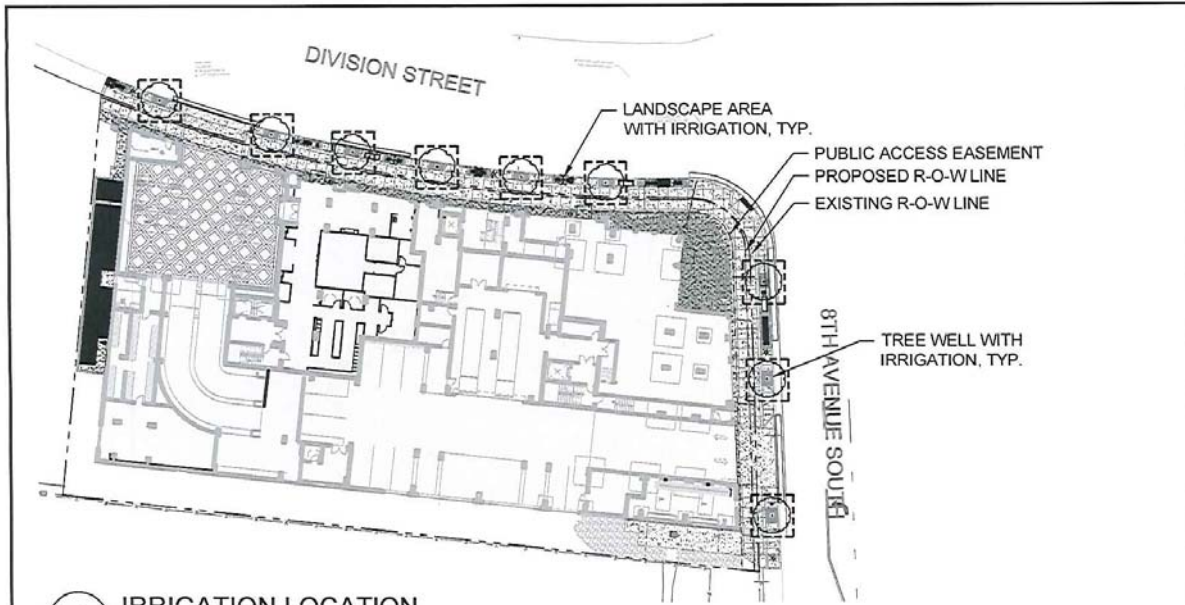 DIVISION STREET
LANDSCAPE AREA
WITH IRRIGATION, TYP.
PUBLIC ACCESS EASEMENT
PROPOSED R-O-W LINE
EXISTING R-O-W LINE
8TH AVENUE SOUTH
TREE WELL WITH
IRRIGATION, TYP.
IRRIGATION LOCATION